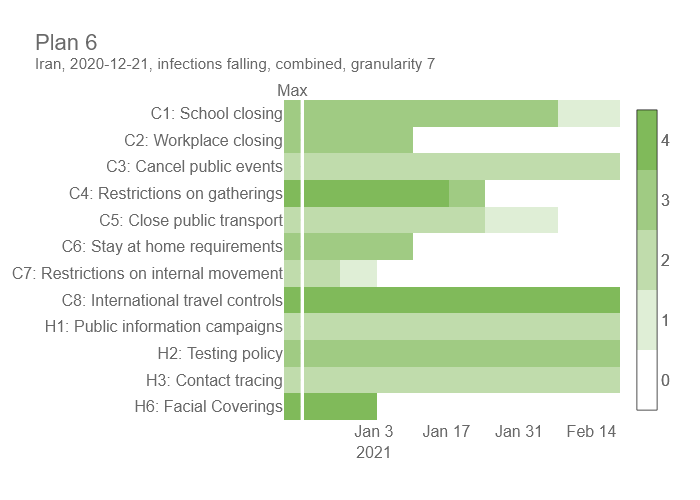 Plan 6
Iran, 2020-12-21, infections falling, combined, granularity 7
Max
C1: School closing
C2: Workplace closing
C3: Cancel public events
C4: Restrictions on gatherings
C5: Close public transport
C6: Stay at home requirements
C7: Restrictions on internal movement
C8: International travel controls
H1: Public information campaigns
H2: Testing policy
H3: Contact tracing
H6: Facial Coverings
Jan 3 Jan 17 Jan 31 Feb 14
2021
4
3
2
1
0